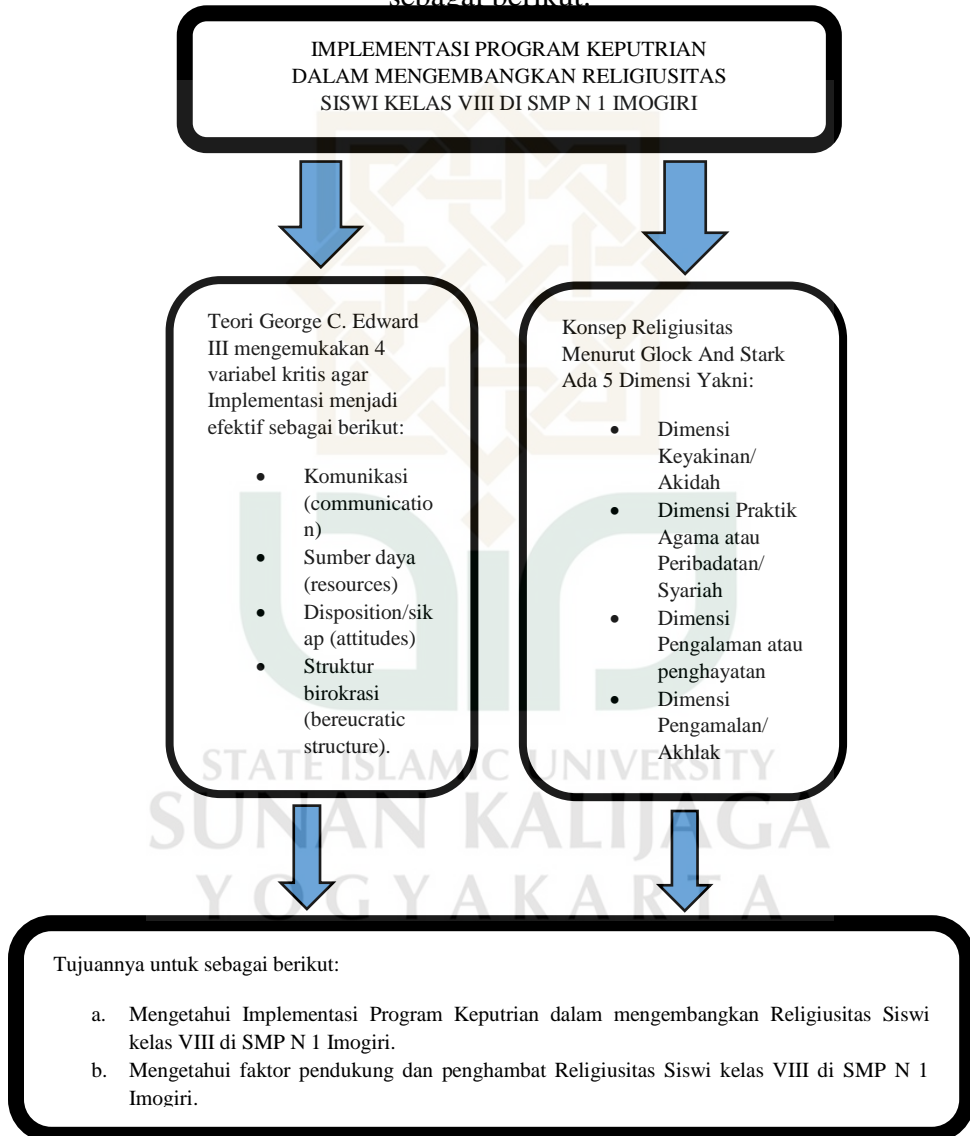 sebagai berikut:
IMPLEMENTASI PROGRAM KEPUTRIAN
DALAM MENGEMBANGKAN RELIGIUSITAS
SISWI KELAS VIII DI SMP N 1 IMOGIRI
Teori George C. Edward
III mengemukakan 4
variabel kritis agar
Implementasi menjadi
efektif sebagai berikut:
• Komunikasi
(communicatio
n)
• Sumber daya
(resources)
• Disposition/sik
ap (attitudes)
• Struktur
birokrasi
(bereucratic
structure).
Konsep Religiusitas
Menurut Glock And Stark
Ada 5 Dimensi Yakni:
• Dimensi
Keyakinan/
Akidah
• Dimensi Praktik
Agama atau
Peribadatan/
Syariah
• Dimensi
Pengalaman atau
penghayatan
• Dimensi
Pengamalan/
Akhlak
STATE ISLAMIC UNIVERSITY
SUNAN KALIJAGA
YOGYAKARTA
Tujuannya untuk sebagai berikut:
a. Mengetahui Implementasi Program Keputrian dalam mengembangkan Religiusitas Siswi
kelas VIII di SMP N 1 Imogiri.
b. Mengetahui faktor pendukung dan penghambat Religiusitas Siswi kelas VIII di SMP N 1
Imogiri.